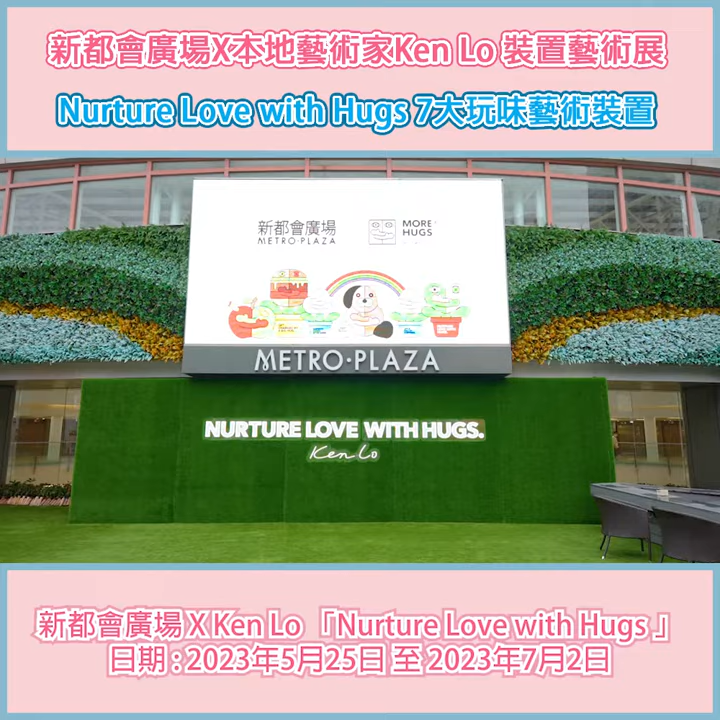 新都會廣場X本地藝術家Ken Lo 裝置藝術展
Nurture Love with Hugs 7大玩味藝術裝置
新都會廣場
METRO·PLAZA
MORE
HUGS
METRO·PLAZA
NURTURE LOVE WITH HUGS.
Ken Lo
新都會廣場 X Ken Lo 「Nurture Love with Hugs 」
日期 : 2023年5月25日 至 2023年7月2日